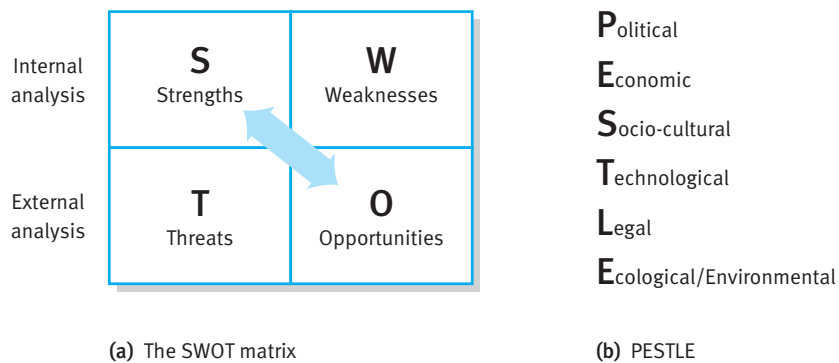 Internal
analysis
S
Strengths
W
Weaknesses
External
analysis
T
Threats
O
Opportunities
(a) The SWOT matrix
Political
Economic
Socio-cultural
Technological
Legal
Ecological/Environmental
(b) PESTLE